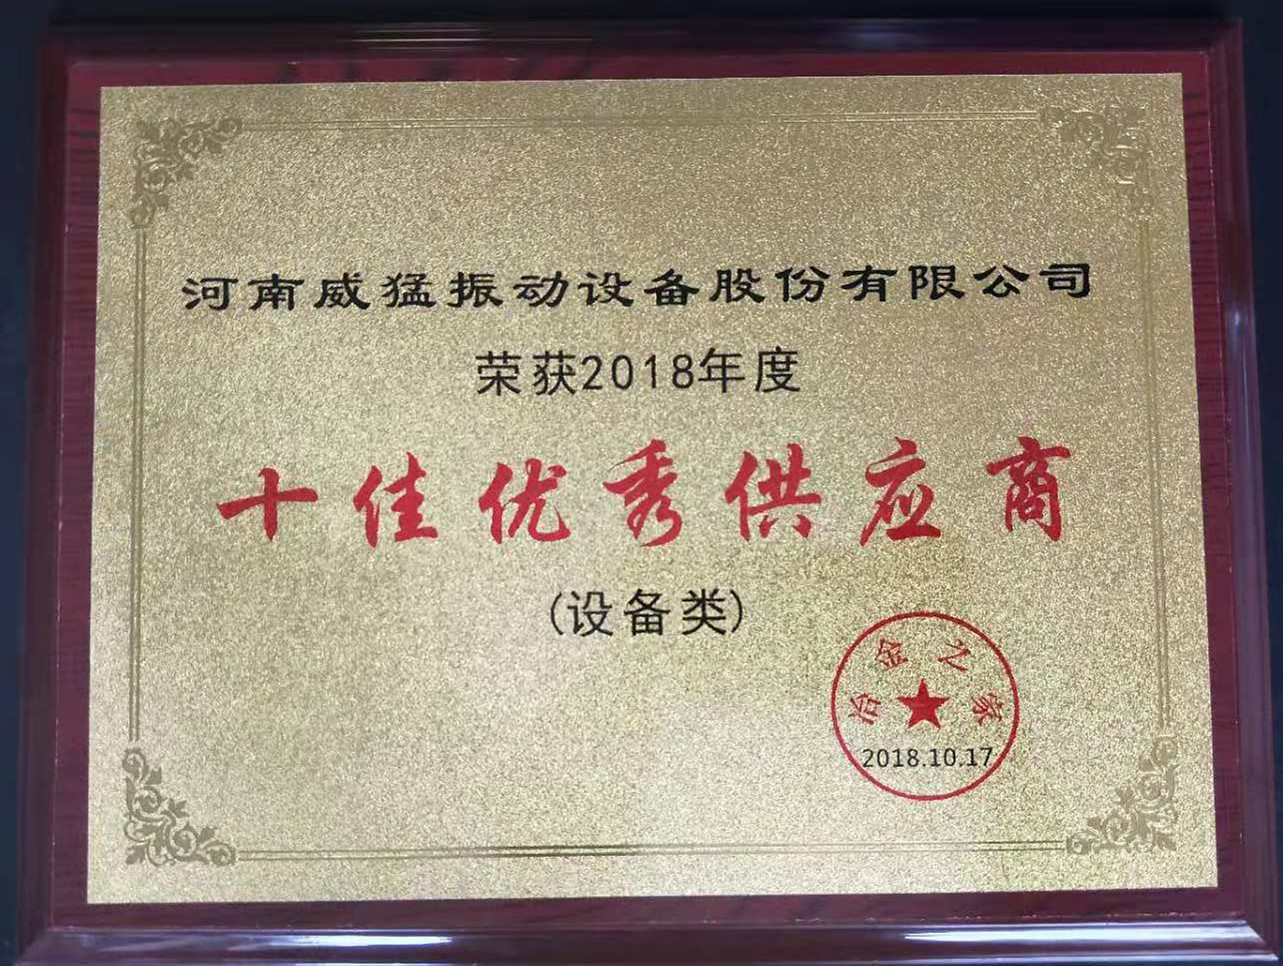 河南威猛振动设备股份有限公司
荣获2018年度
十佳优秀供应商
(设备类)
冶金之家
2018.10.17